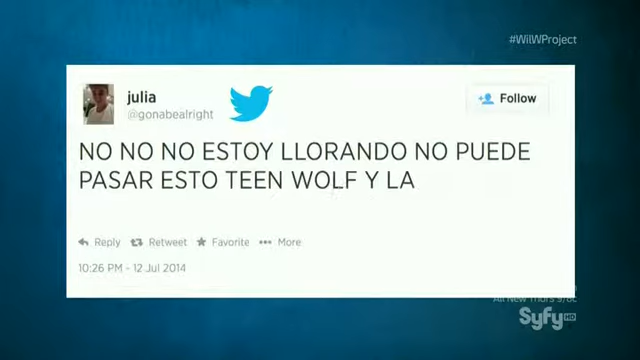 #WilWProject
julia
@gonabealright
Follow
NO NO NO ESTOY LLORANDO NO PUEDE
PASAR ESTO TEEN WOLF Y LA
Reply Retweet Favorite More
10:26 PM - 12 Jul 2014
All New Thurs 9/8c
Syfy HD